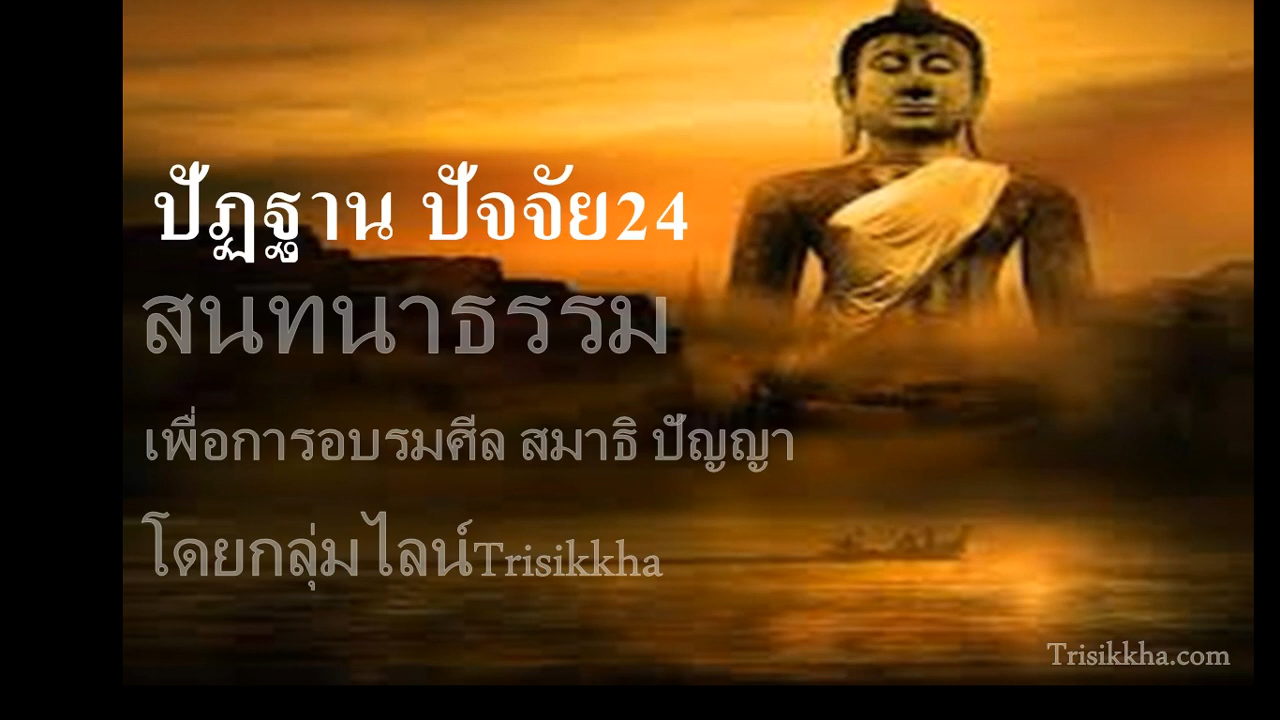 ปัฏฐาน ปัจจัย24
สนทนาธรรม
เพื่อการอบรมศีล สมาธิ ปัญญา
โดยกลุ่มไลน์Trisikkha
Trisikkha.com